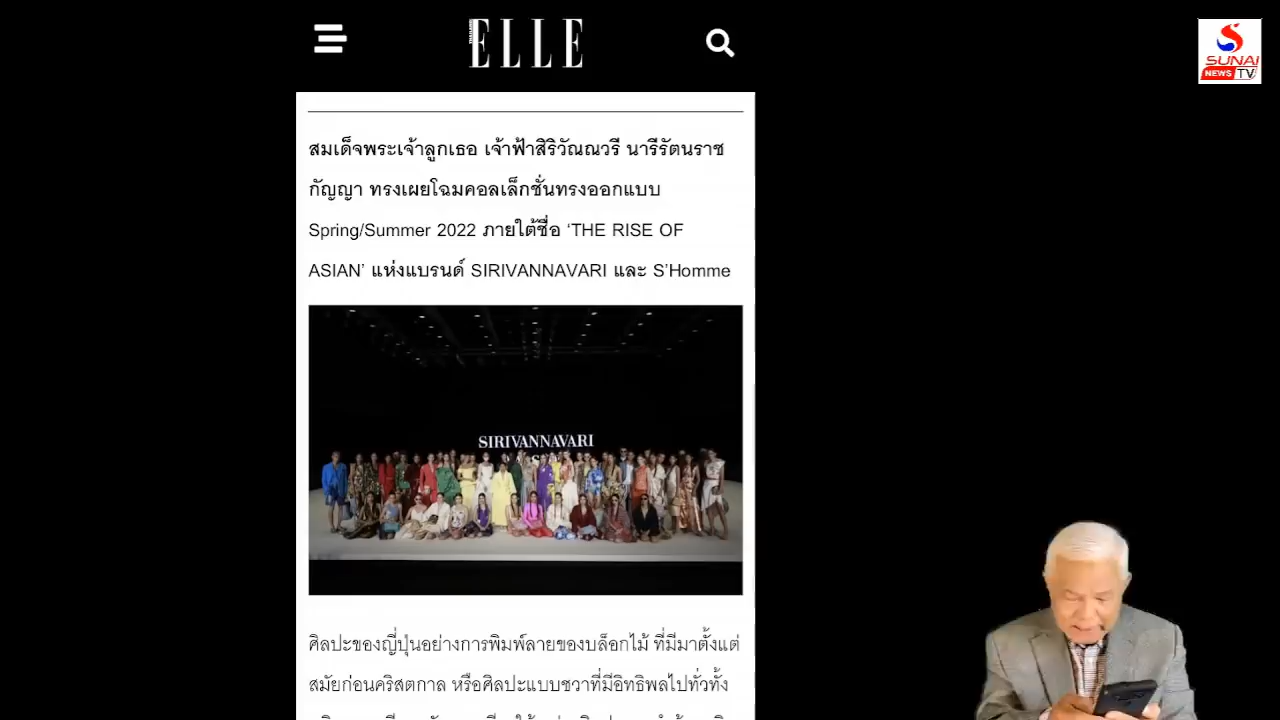 THAILAND
ELLE
SUNAI
NEWS TV
สมเด็จพระเจ้าลูกเธอ เจ้าฟ้าสิริวัณณวรี นารีรัตนราช
กัญญา ทรงเผยโฉมคอลเล็กชั่นทรงออกแบบ
Spring/Summer 2022 ภายใต้ชื่อ ‘THE RISE OF
ASIAN’ แห่งแบรนด์ SIRIVANNAVARI และ S’Homme
SIRIVANNAVARI
ศิลปะของญี่ปุ่นอย่างการพิมพ์ลายของบล็อกไม้ ที่มีมาตั้งแต่
สมัยก่อนคริสตกาล หรือศิลปะแบบชวาที่มีอิทธิพลไปทั่วทั้ง